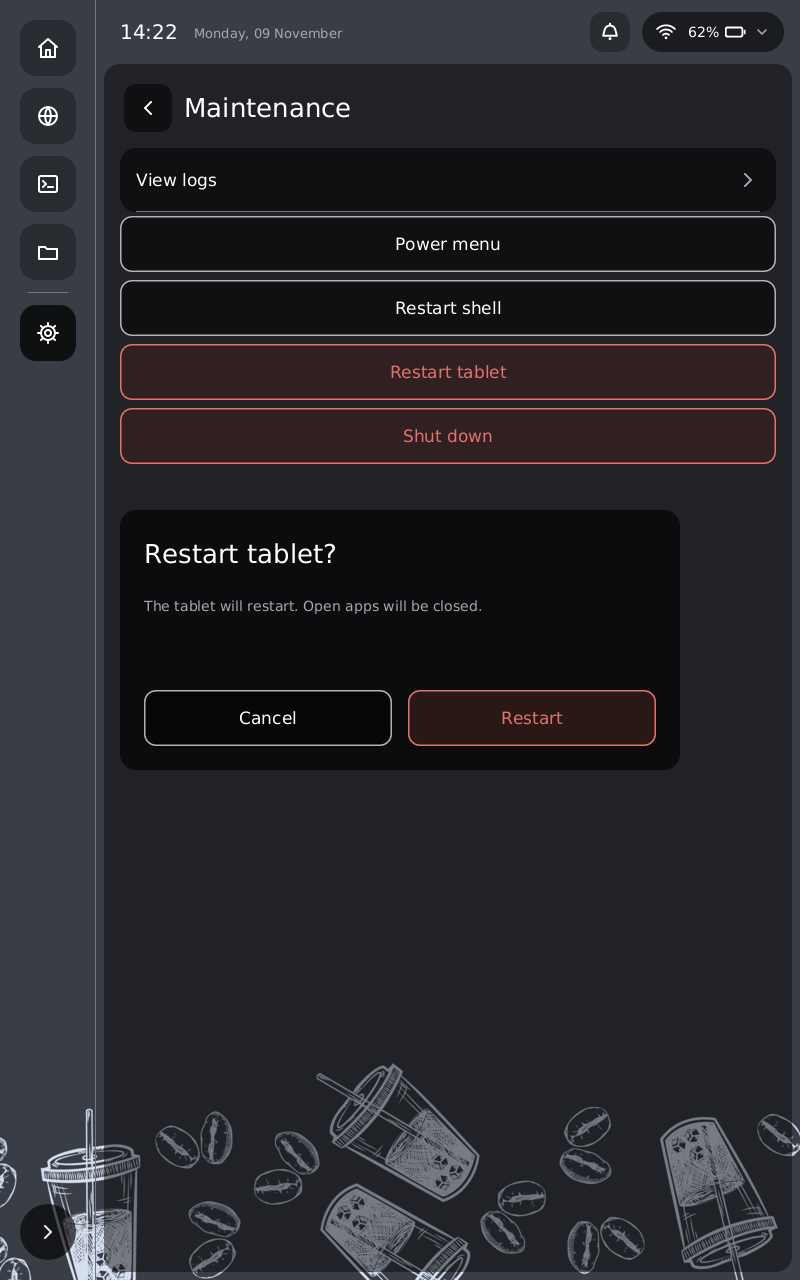 14:22 Monday, 09 November 62%
Maintenance
View logs
Power menu
Restart shell
Restart tablet
Shut down
Restart tablet?
The tablet will restart. Open apps will be closed.
Cancel Restart